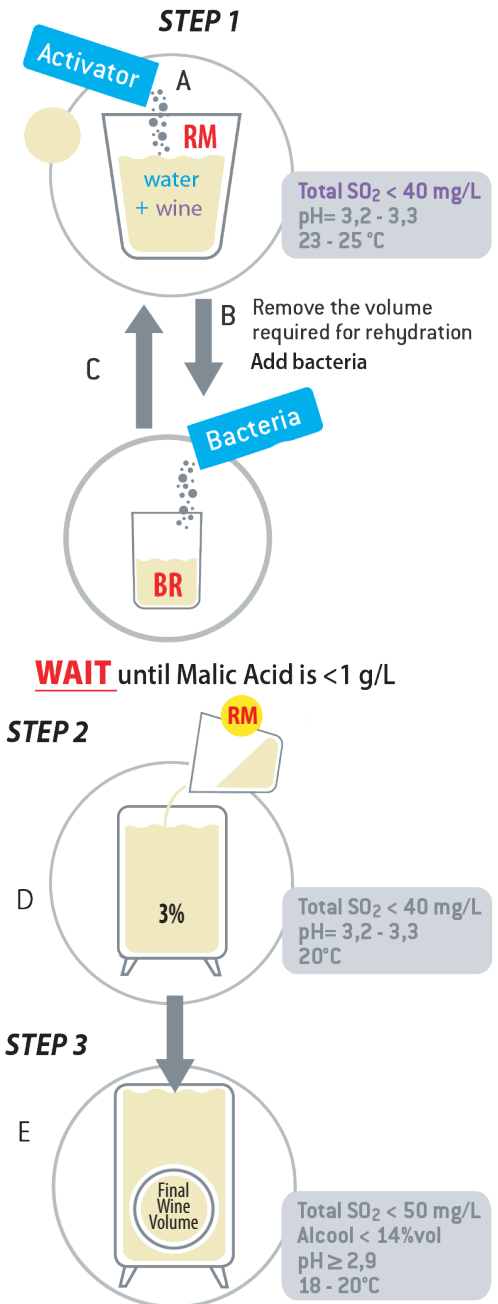 STEP 1
Activator
A
RM
water
+ wine
Total SO₂ < 40 mg/L
pH= 3,2 - 3,3
23 - 25 °C
B
Remove the volume
required for rehydration
Add bacteria
C
Bacteria
BR
WAIT until Malic Acid is <1 g/L
STEP 2
RM
D
3%
Total SO₂ < 40 mg/L
pH= 3,2 - 3,3
20°C
STEP 3
E
Final
Wine
Volume
Total SO₂ < 50 mg/L
Alcool < 14%vol
pH ≥ 2,9
18 - 20°C